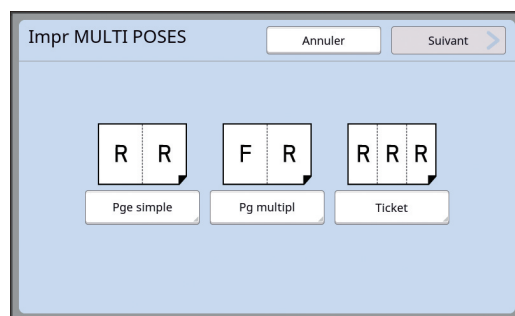 Impr MULTI POSES
Annuler
Suivant
R R
F R
R R R
Pge simple
Pg multipl
Ticket